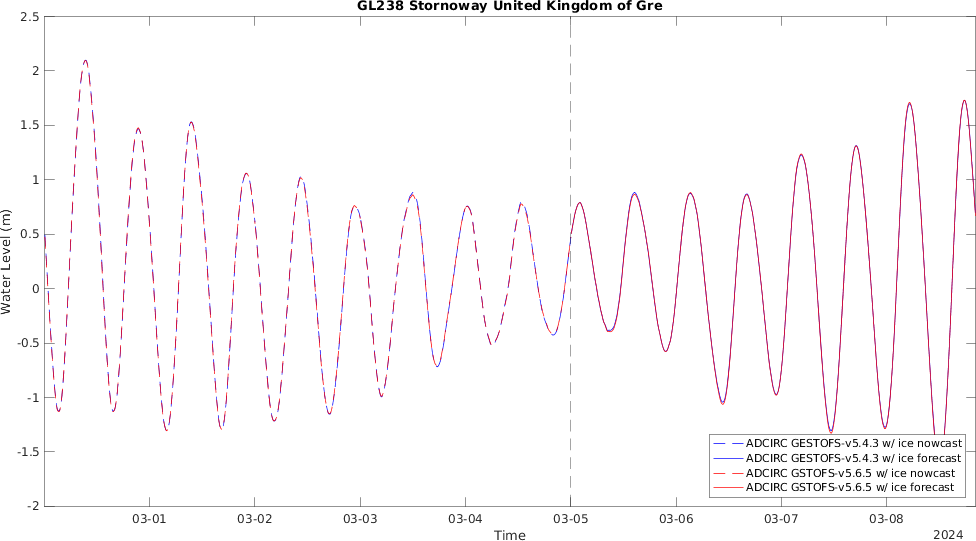 GL238 Stornoway United Kingdom of Gre
2.5
2
1.5
1
0.5
0
-0.5
-1
-1.5
-2
Water Level (m)
03-01 03-02 03-03 03-04 03-05 03-06 03-07 03-08
Time
2024
ADCIRC GESTOFS-v5.4.3 w/ ice nowcast
ADCIRC GESTOFS-v5.4.3 w/ ice forecast
ADCIRC GSTOFS-v5.6.5 w/ ice nowcast
ADCIRC GSTOFS-v5.6.5 w/ ice forecast